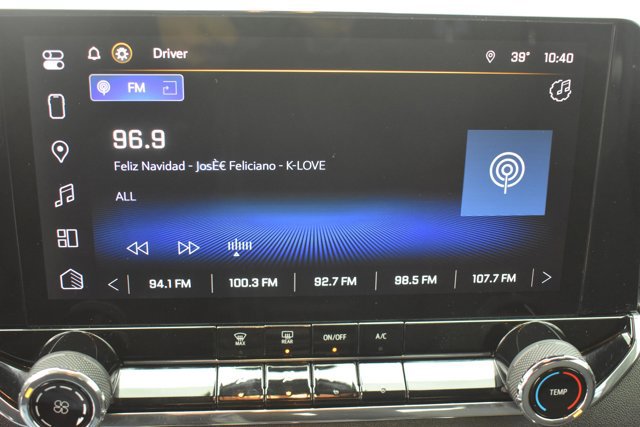 Driver
39° 10:40
FM
96.9
Feliz Navidad - JosÈ€ Feliciano - K-LOVE
ALL
94.1 FM 100.3 FM 92.7 FM 98.5 FM 107.7 FM
MAX REAR ON/OFF A/C
TEMP